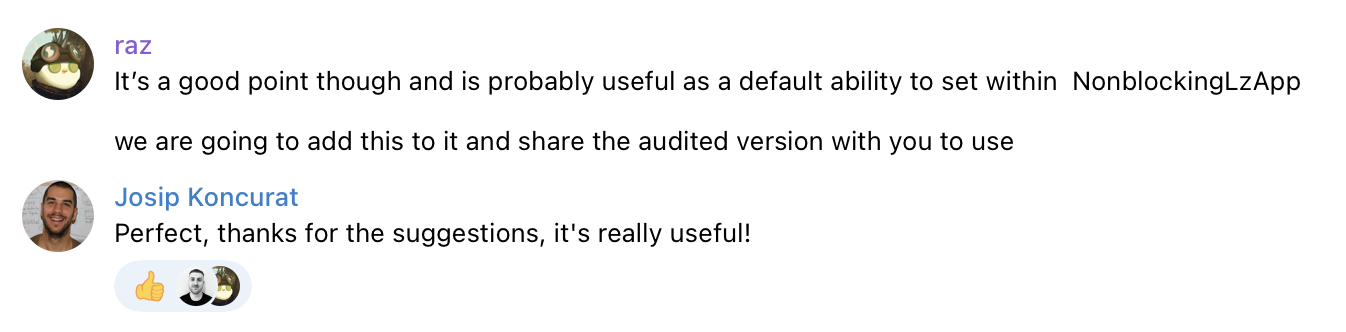 raz
It’s a good point though and is probably useful as a default ability to set within  NonblockingLzApp
we are going to add this to it and share the audited version with you to use
Josip Koncurat
Perfect, thanks for the suggestions, it's really useful!